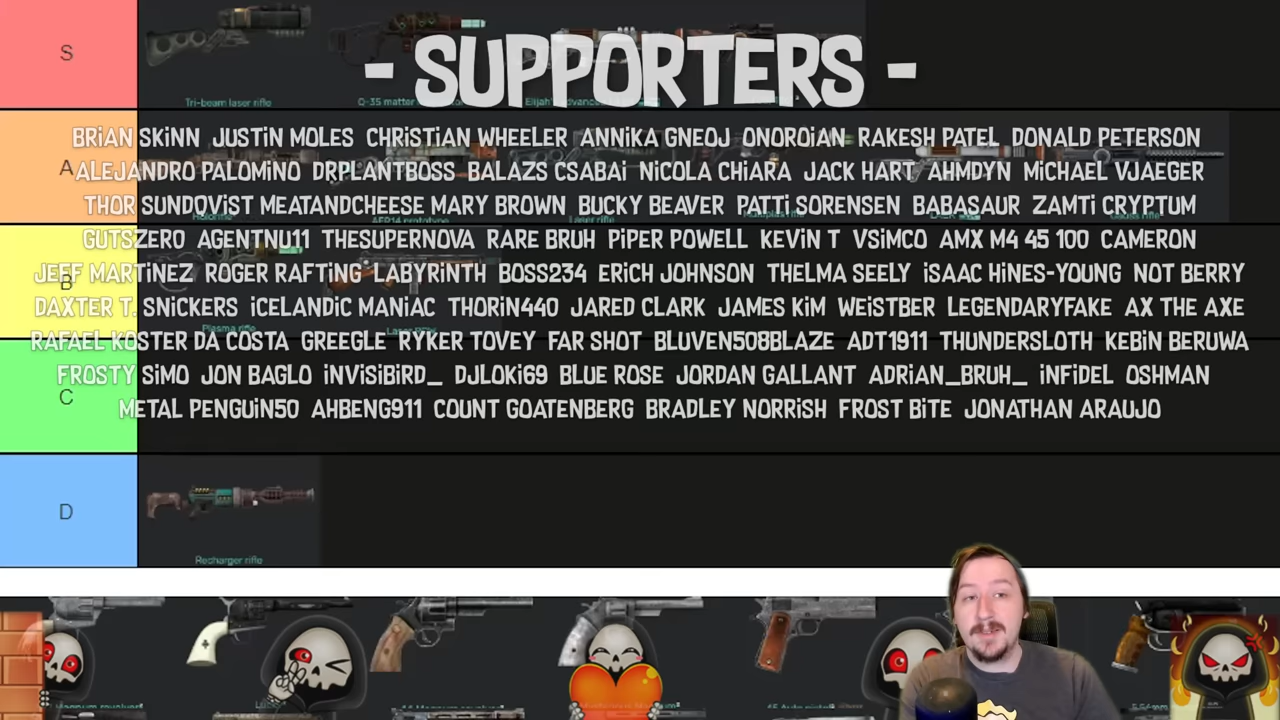 S
- SUPPORTERS -
Tri-beam laser rifle
BRiAN SKiNN JUSTiN MOLES CHRiSTiAN WHEELER ANNiKA GNEOJ ONOROiAN RAKESH PATEL DONALD PETERSON
A
ALEJANDRO PALOMiNO DRPLANTBOSS BALAZS CSABAi NiCOLA CHiARA JACK HART AHMDYN MiCHAEL VJAEGER
THOR SUNDQViST MEATANDCHEESE MARY BROWN BUCKY BEAVER PATTi SORENSEN BABASAUR ZAMTi CRYPTUM
GUTSZERO AGENTNU11 THESUPERNOVA RARE BRUH PiPER POWELL KEViN T VSiMCO AMX M4 45 100 CAMERON
B
JEFF MARTiNEZ ROGER RAFTiNG LABYRiNTH BOSS234 ERiCH JOHNSON THELMA SEELY iSAAC HiNES-YOUNG NOT BERRY
DAXTER T. SNiCKERS iCELANDiC MANiAC THORiN440 JARED CLARK JAMES KiM WEiSTBER LEGENDARYFAKE AX THE AXE
Plasma rifle
RAFAEL KOSTER DA COSTA GREEGLE RYKER TOVEY FAR SHOT BLUVEN508BLAZE ADT1911 THUNDERSLOTH KEBiN BERUWA
FROSTY SiMO JON BAGLO iNViSiBiRD_ DJLOKi69 BLUE ROSE JORDAN GALLANT ADRiAN_BRUH_ iNFiDEL OSHMAN
C
METAL PENGUiN50 AHBENG911 COUNT GOATENBERG BRADLEY NORRiSH FROST BiTE JONATHAN ARAUJO
D
Recharger rifle